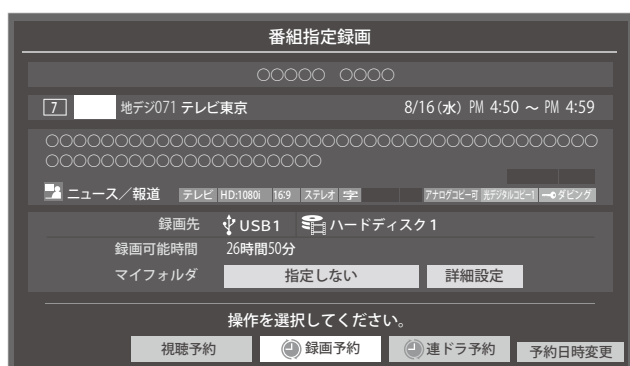 番組指定録画
○○○○○ ○○○○
7 地デジ071 テレビ東京 8/16(水) PM 4:50 ～ PM 4:59
○○○○○○○○○○○○○○○○○○○○○○○○○○○○○○○○○
○○○○○○○○○○○○○○○○○○○○
ニュース／報道 テレビ HD:1080i 16:9 ステレオ 字 アナログコピー可 光デジタルコピー1 ダビング
録画先 USB1 ハードディスク1
録画可能時間 26時間50分
マイフォルダ 指定しない 詳細設定
操作を選択してください。
視聴予約 録画予約 連ドラ予約 予約日時変更